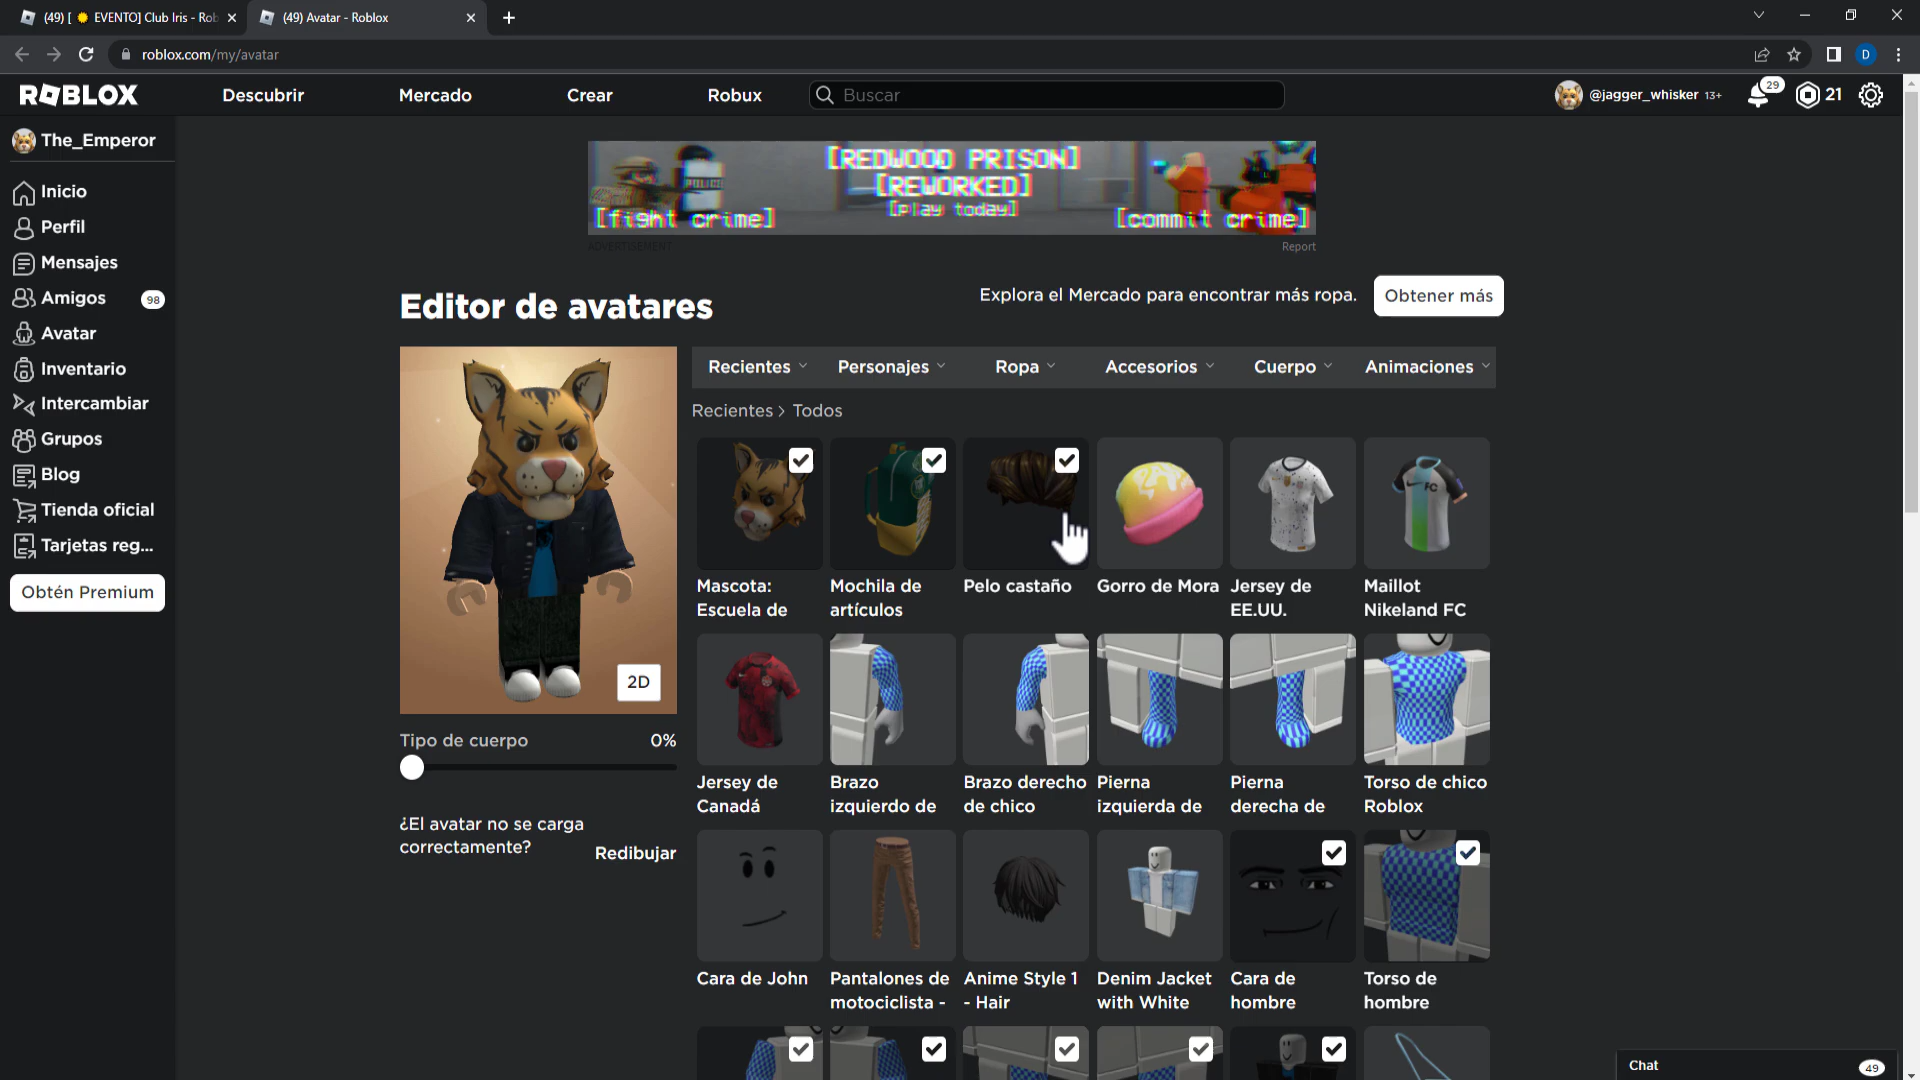 (49) [ EVENTO] Club Iris - Rob
(49) Avatar - Roblox
roblox.com/my/avatar
D
ROBLOX
Descubrir
Mercado
Crear
Robux
Buscar
@jagger_whisker 13+
29
21
The_Emperor
Inicio
Perfil
Mensajes
Amigos
98
Avatar
Inventario
Intercambiar
Grupos
Blog
Tienda oficial
Tarjetas reg...
Obtén Premium
POLICE
[REDWOOD PRISON]
[REWORKED]
[play today]
[fight crime]
[commit crime]
ADVERTISEMENT
Report
Editor de avatares
Explora el Mercado para encontrar más ropa.
Obtener más
2D
Tipo de cuerpo
0%
¿El avatar no se carga
correctamente?
Redibujar
Recientes
Personajes
Ropa
Accesorios
Cuerpo
Animaciones
Recientes > Todos
FC
Mascota:
Escuela de
Mochila de
artículos
Pelo castaño
Gorro de Mora
Jersey de
EE.UU.
Maillot
Nikeland FC
Jersey de
Canadá
Brazo
izquierdo de
Brazo derecho
de chico
Pierna
izquierda de
Pierna
derecha de
Torso de chico
Roblox
Cara de John
Pantalones de
motociclista -
Anime Style 1
- Hair
Denim Jacket
with White
Cara de
hombre
Torso de
hombre
Chat
49